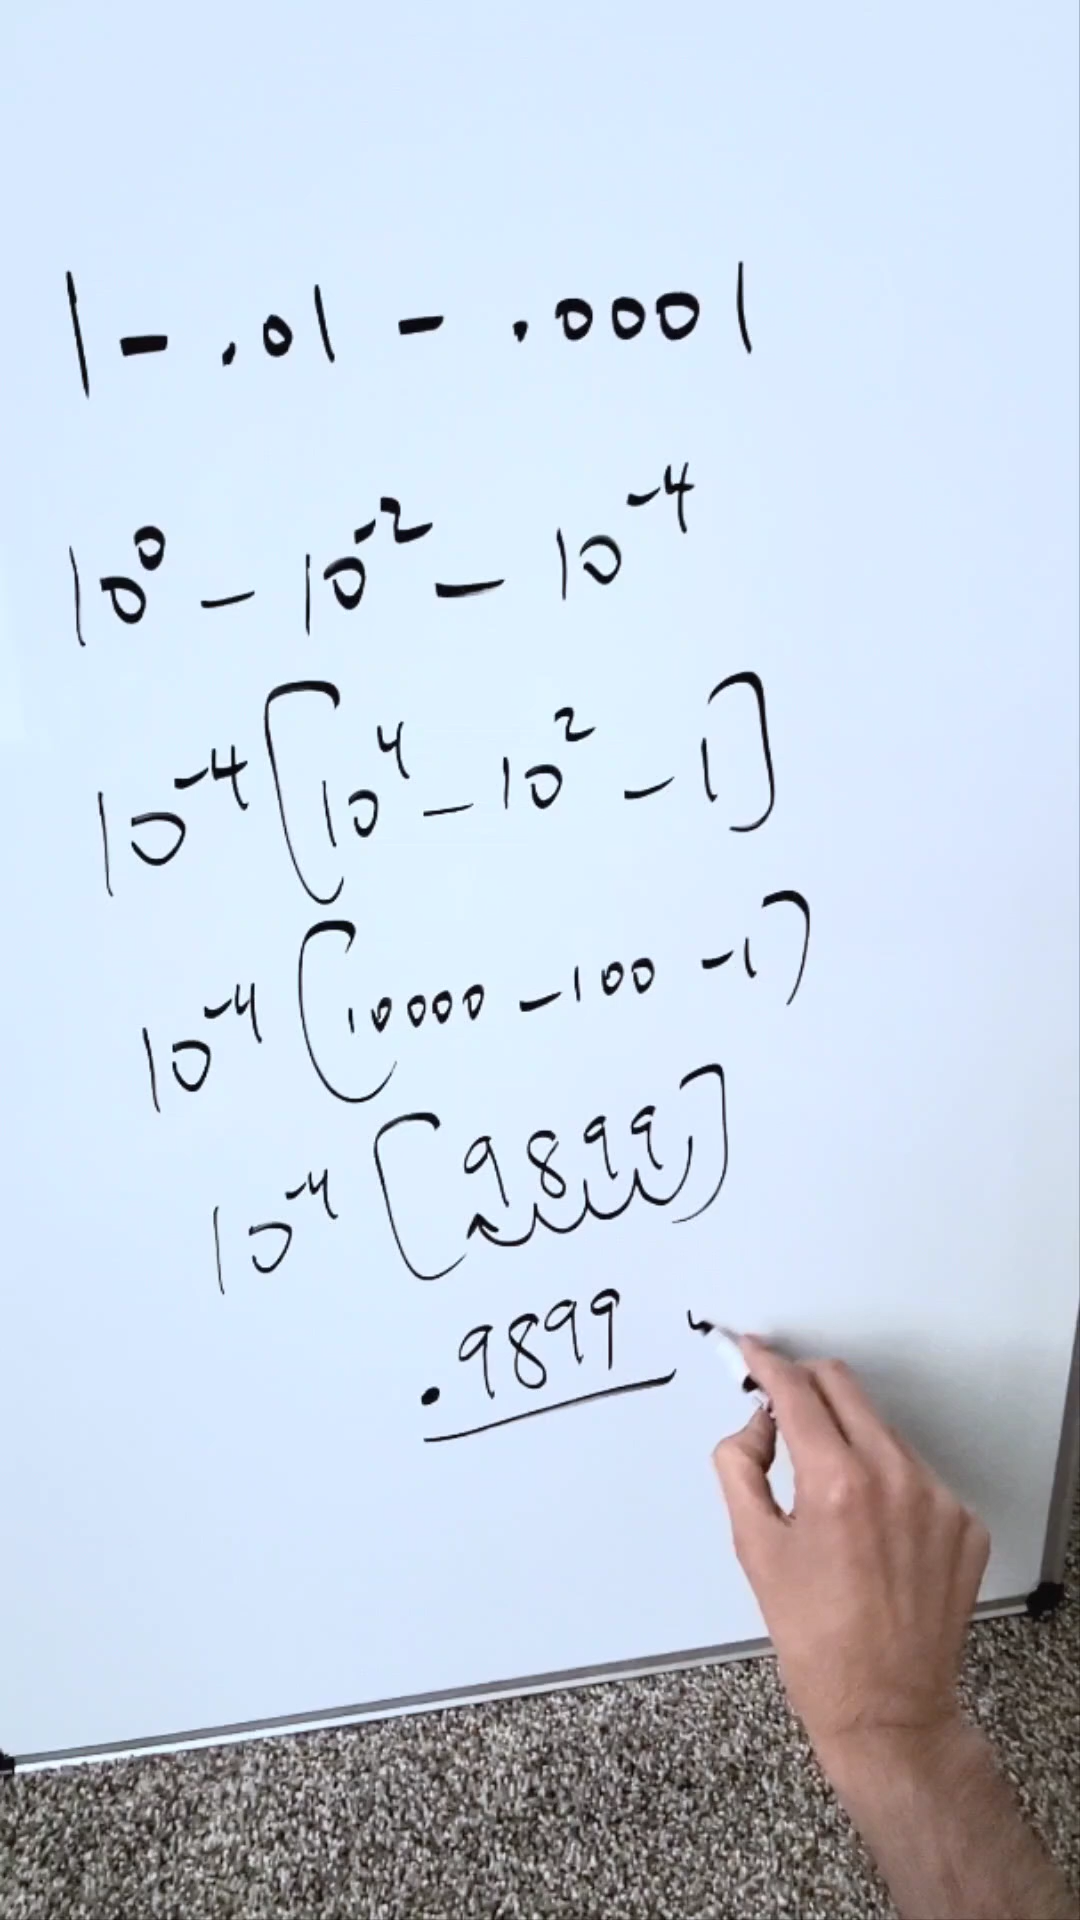 1 - .01 - .0001
10⁰ - 10⁻² - 10⁻⁴
10⁻⁴ [10⁴ - 10² - 1]
10⁻⁴ (10000 - 100 - 1)
10⁻⁴ [9899]
.9899